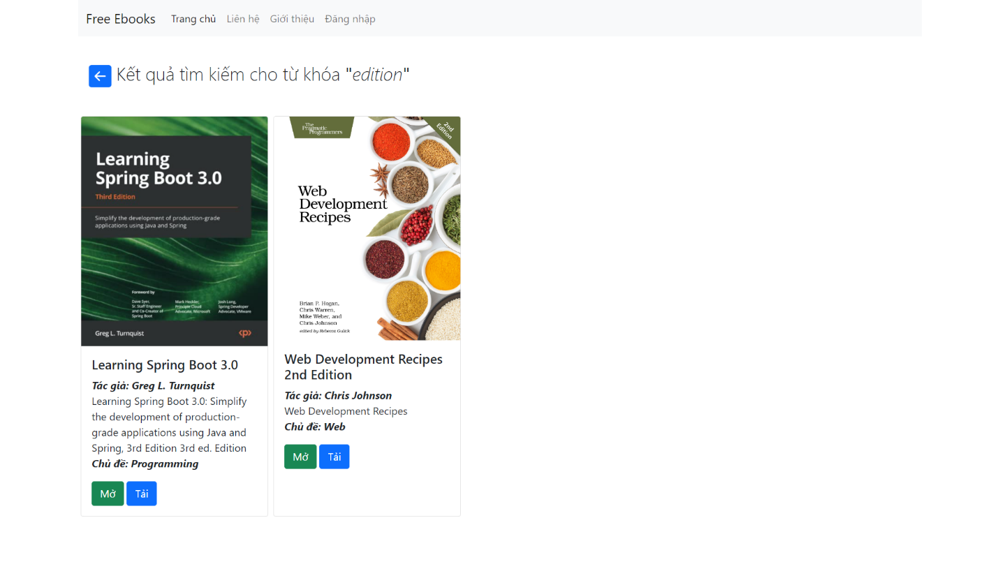 Free Ebooks Trang chủ Liên hệ Giới thiệu Đăng nhập
Kết quả tìm kiếm cho từ khóa "edition"
Learning
Spring Boot 3.0
Third Edition
Simplify the development of production-grade
applications using Java and Spring
Foreword by
Dave Syer,
Sr. Staff Engineer
and Co-Creator of
Spring Boot
Mark Heckler,
Principle Cloud
Advocate, Microsoft
Josh Long,
Spring Developer
Advocate, VMware
Greg L. Turnquist
<p>
Learning Spring Boot 3.0
Tác giả: Greg L. Turnquist
Learning Spring Boot 3.0: Simplify
the development of production-
grade applications using Java and
Spring, 3rd Edition 3rd ed. Edition
Chủ đề: Programming
Mở Tải
The
Pragmatic
Programmers
2nd
Edition
Web
Development
Recipes
Brian P. Hogan,
Chris Warren,
Mike Weber, and
Chris Johnson
edited by Rebecca Gulick
Web Development Recipes
2nd Edition
Tác giả: Chris Johnson
Web Development Recipes
Chủ đề: Web
Mở Tải